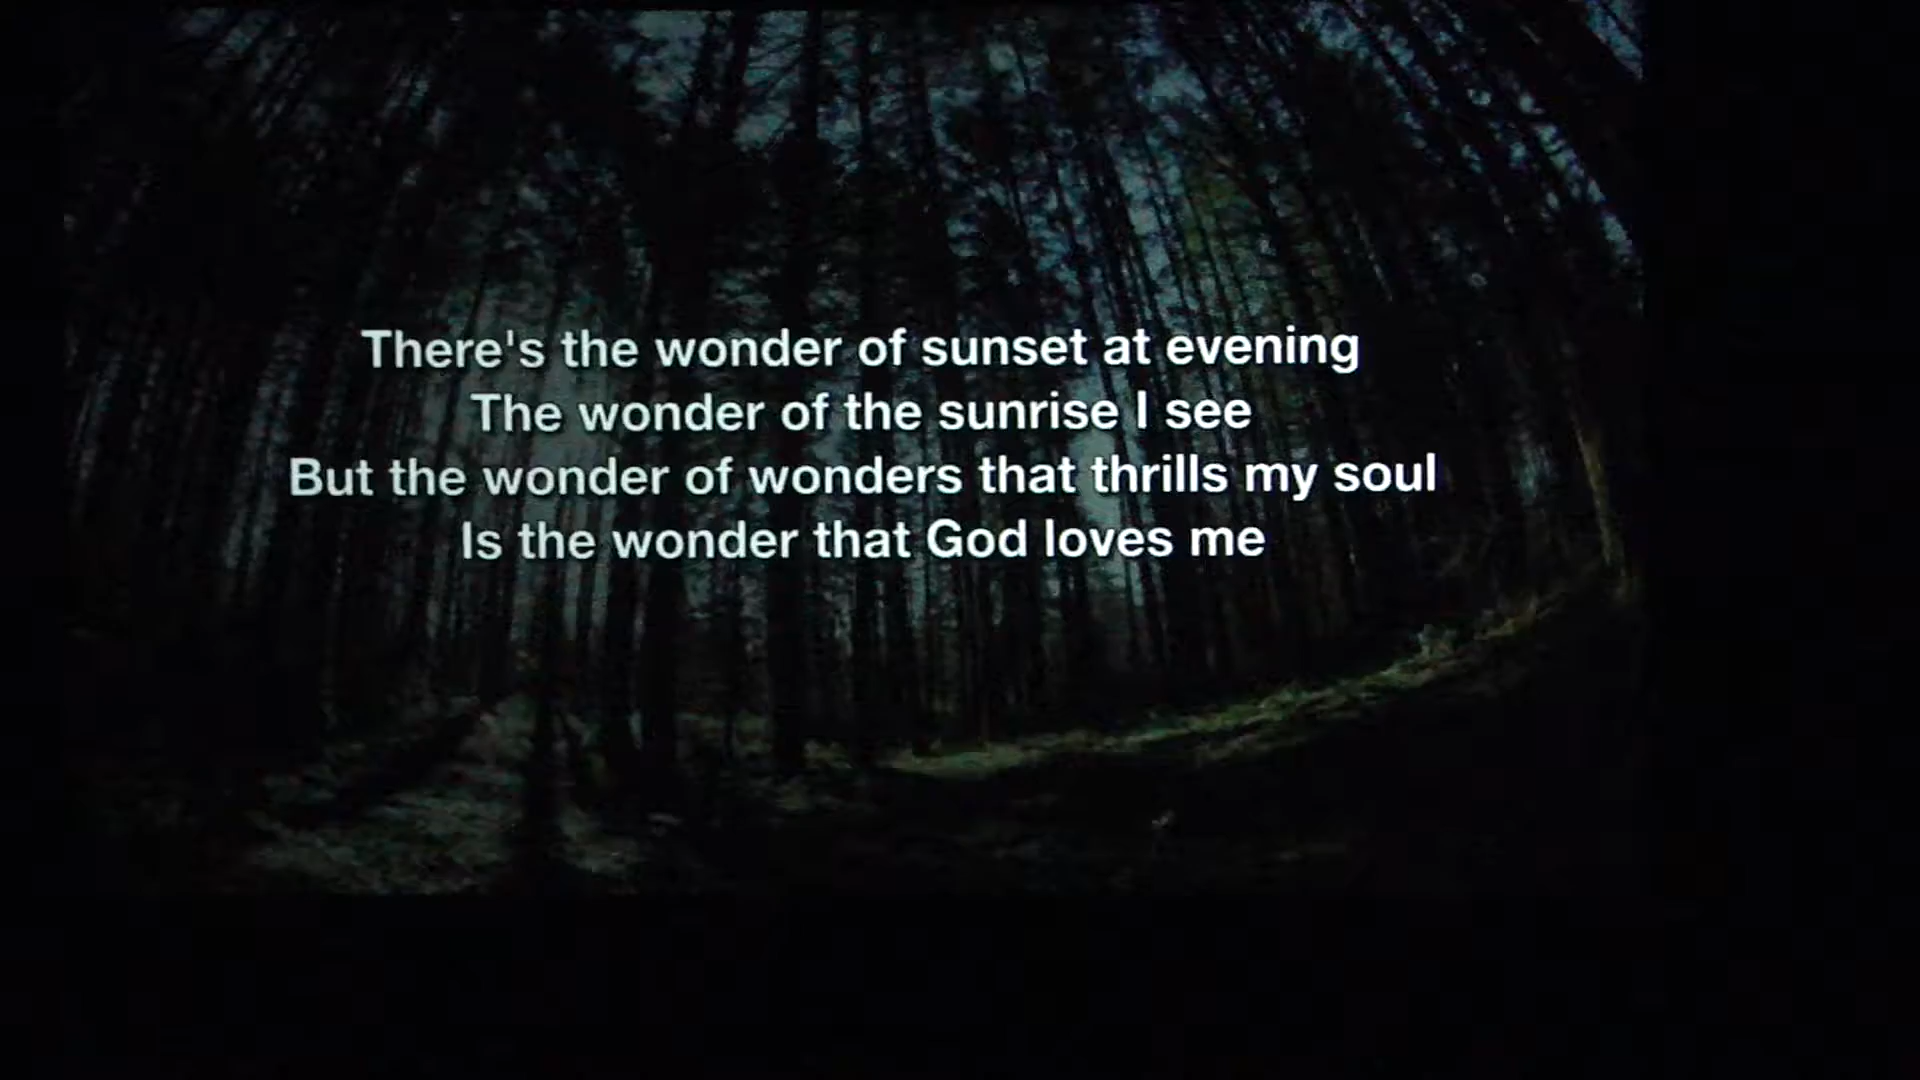 There's the wonder of sunset at evening
The wonder of the sunrise I see
But the wonder of wonders that thrills my soul
Is the wonder that God loves me